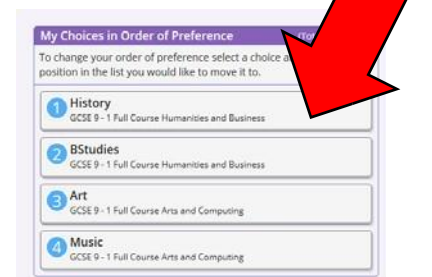 My Choices in Order of Preference
To change your order of preference select a choice
position in the list you would like to move it to.
1 History
GCSE 9 - 1 Full Course Humanities and Business
2 BStudies
GCSE 9 - 1 Full Course Humanities and Business
3 Art
GCSE 9 - 1 Full Course Arts and Computing
4 Music
GCSE 9 - 1 Full Course Arts and Computing